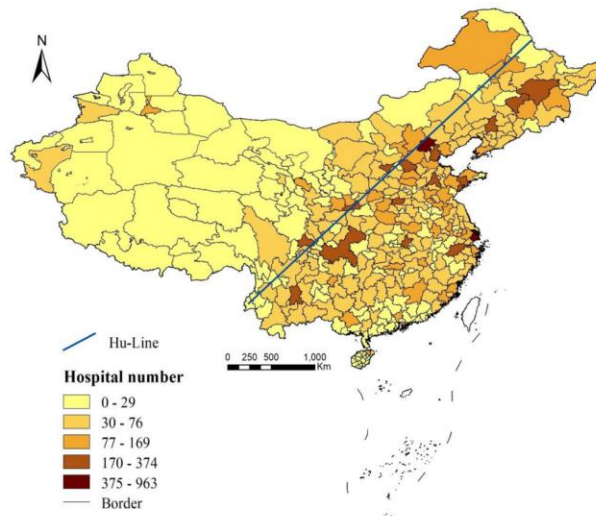 N
Hu-Line
0 250 500 1,000
Km
Hospital number
0 - 29
30 - 76
77 - 169
170 - 374
375 - 963
Border